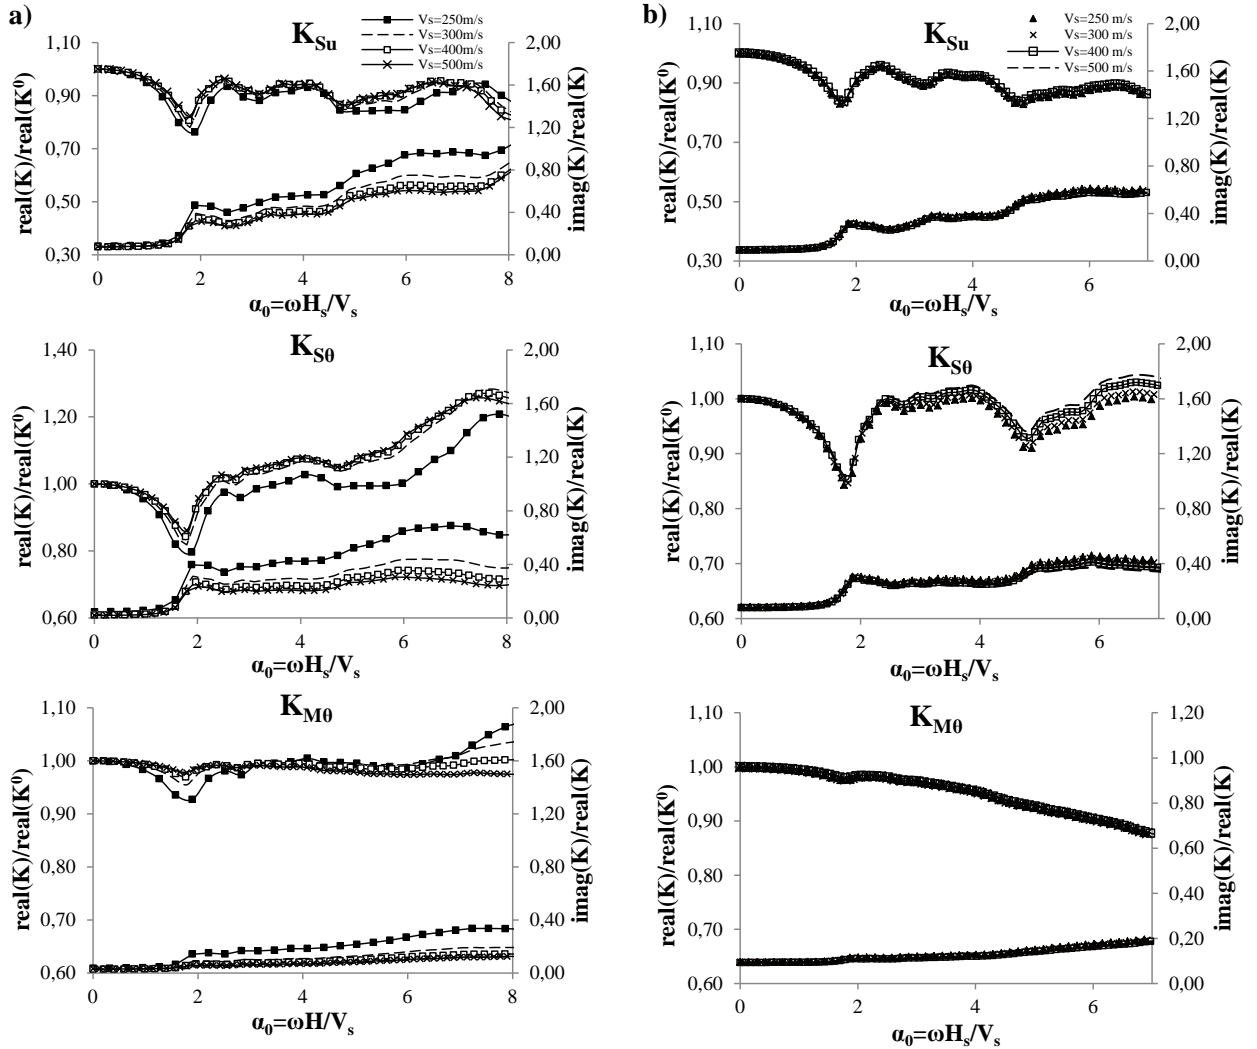 a)
K_Su
Vs=250m/s
Vs=300m/s
Vs=400m/s
Vs=500m/s
real(K)/real(K⁰)
1,10
0,90
0,70
0,50
0,30
2,00
1,60
1,20
0,80
0,40
0,00
imag(K)/real(K)
0 2 4 6 8
α₀=ωHₛ/Vₛ
K_Sθ
real(K)/real(K⁰)
1,40
1,20
1,00
0,80
0,60
2,00
1,60
1,20
0,80
0,40
0,00
imag(K)/real(K)
0 2 4 6 8
α₀=ωHₛ/Vₛ
K_Mθ
real(K)/real(K⁰)
1,10
1,00
0,90
0,80
0,70
0,60
2,00
1,60
1,20
0,80
0,40
0,00
imag(K)/real(K)
0 2 4 6 8
α₀=ωH/Vₛ
b)
K_Su
Vs=250 m/s
Vs=300 m/s
Vs=400 m/s
Vs=500 m/s
real(K)/real(K⁰)
1,10
0,90
0,70
0,50
0,30
2,00
1,60
1,20
0,80
0,40
0,00
imag(K)/real(K)
0 2 4 6
α₀=ωHₛ/Vₛ
K_Sθ
real(K)/real(K⁰)
1,10
1,00
0,90
0,80
0,70
0,60
2,00
1,60
1,20
0,80
0,40
0,00
imag(K)/real(K)
0 2 4 6
α₀=ωHₛ/Vₛ
K_Mθ
real(K)/real(K⁰)
1,10
1,00
0,90
0,80
0,70
0,60
1,20
1,00
0,80
0,60
0,40
0,20
0,00
imag(K)/real(K)
0 2 4 6
α₀=ωHₛ/Vₛ